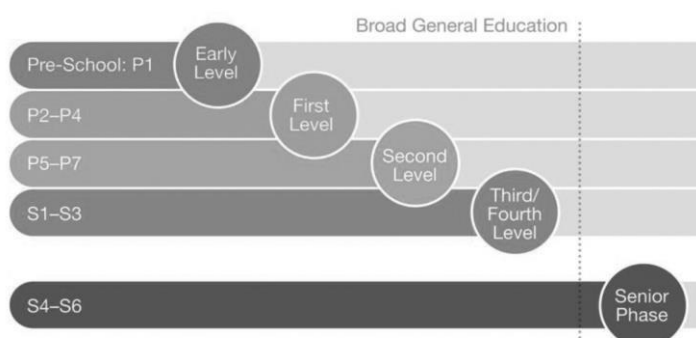 Broad General Education
Pre-School: P1
Early
Level
P2–P4
First
Level
P5–P7
Second
Level
S1–S3
Third/
Fourth
Level
S4–S6
Senior
Phase